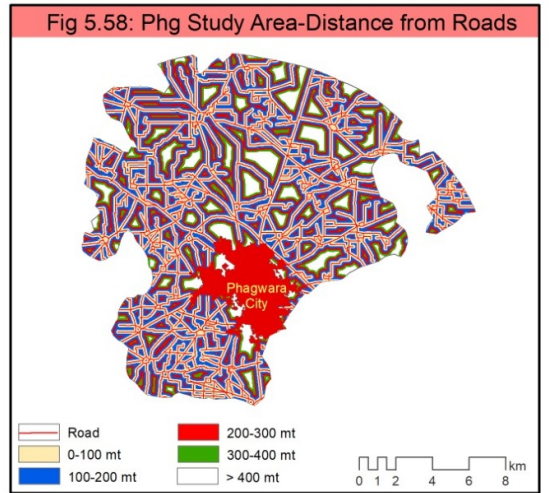 Fig 5.58: Phg Study Area-Distance from Roads
Phagwara
City
Road
0-100 mt
100-200 mt
200-300 mt
300-400 mt
> 400 mt
km
0 1 2 4 6 8